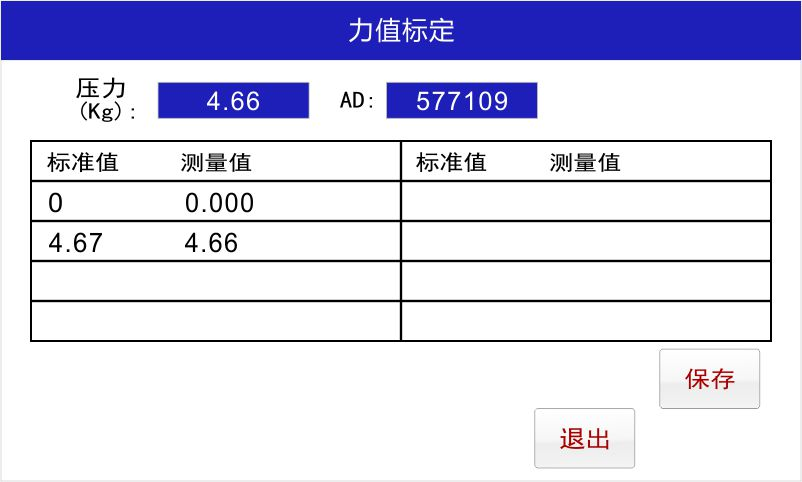 力值标定
压力
(Kg): 4.66 AD: 577109
标准值 测量值 标准值 测量值
0 0.000
4.67 4.66
保存
退出